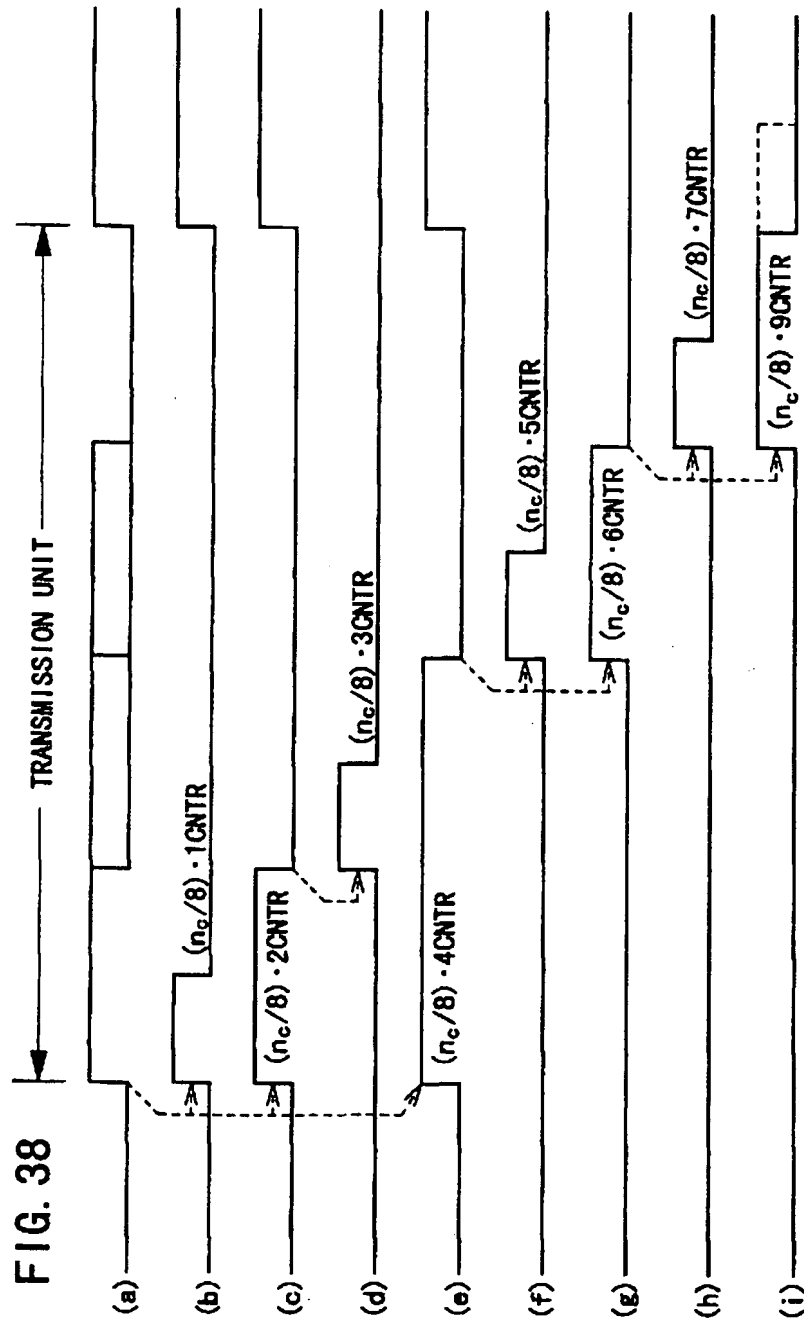 FIG. 38
TRANSMISSION UNIT
(a)
(b)
(nc/8)·1CNTR
(c)
(nc/8)·2CNTR
(d)
(nc/8)·3CNTR
(e)
(nc/8)·4CNTR
(f)
(nc/8)·5CNTR
(g)
(nc/8)·6CNTR
(h)
(nc/8)·7CNTR
(i)
(nc/8)·9CNTR